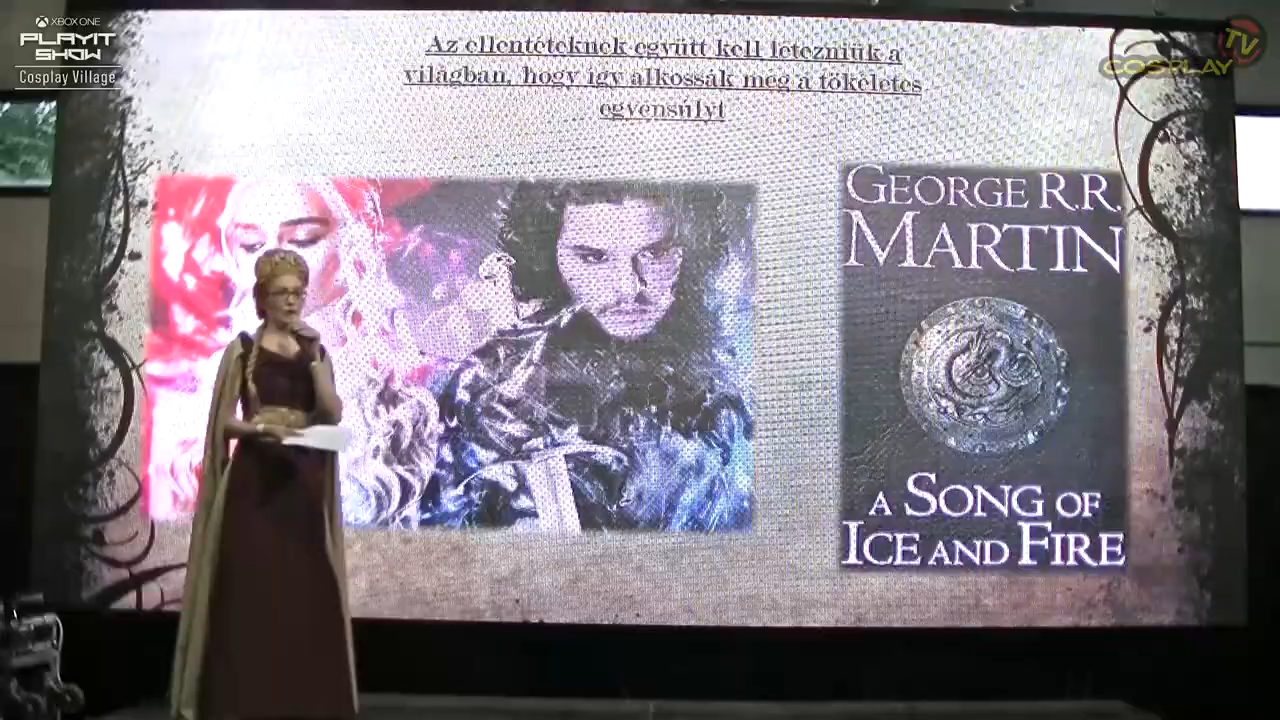 XBOX ONE
PLAYIT
SHOW
Cosplay Village
Az ellentéteknek együtt kell létezniük a
világban, hogy így alkossák meg a tökéletes
egyensúlyt
TV
COSPLAY
GEORGE R.R.
MARTIN
A SONG OF
ICE AND FIRE